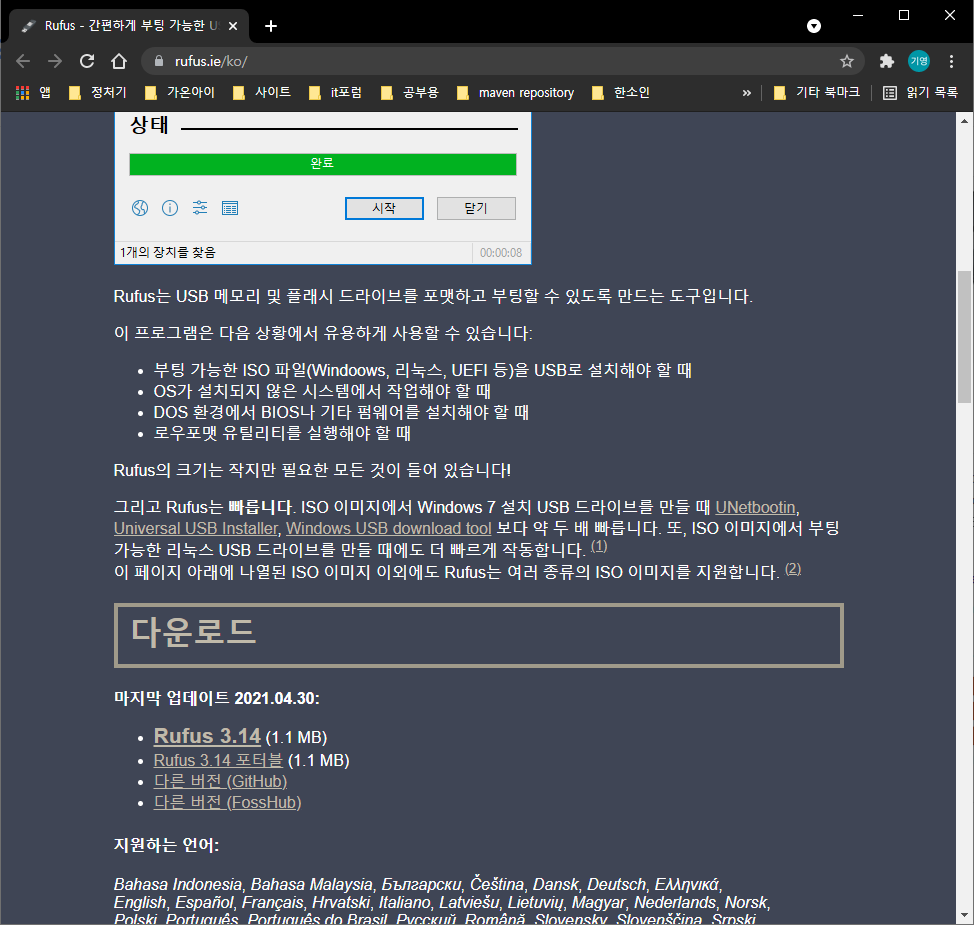 Rufus - 간편하게 부팅 가능한 U
rufus.ie/ko/
기영
앱 정처기 가온아이 사이트 it포럼 공부용 maven repository 한소인 » 기타 북마크 읽기 목록
상태
완료
시작 닫기
1개의 장치를 찾음 00:00:08
Rufus는 USB 메모리 및 플래시 드라이브를 포맷하고 부팅할 수 있도록 만드는 도구입니다.
이 프로그램은 다음 상황에서 유용하게 사용할 수 있습니다:
• 부팅 가능한 ISO 파일(Windoows, 리눅스, UEFI 등)을 USB로 설치해야 할 때
• OS가 설치되지 않은 시스템에서 작업해야 할 때
• DOS 환경에서 BIOS나 기타 펌웨어를 설치해야 할 때
• 로우포맷 유틸리티를 실행해야 할 때
Rufus의 크기는 작지만 필요한 모든 것이 들어 있습니다!
그리고 Rufus는 빠릅니다. ISO 이미지에서 Windows 7 설치 USB 드라이브를 만들 때 UNetbootin,
Universal USB Installer, Windows USB download tool 보다 약 두 배 빠릅니다. 또, ISO 이미지에서 부팅
가능한 리눅스 USB 드라이브를 만들 때에도 더 빠르게 작동합니다. (1)
이 페이지 아래에 나열된 ISO 이미지 이외에도 Rufus는 여러 종류의 ISO 이미지를 지원합니다. (2)
다운로드
마지막 업데이트 2021.04.30:
• Rufus 3.14 (1.1 MB)
• Rufus 3.14 포터블 (1.1 MB)
• 다른 버전 (GitHub)
• 다른 버전 (FossHub)
지원하는 언어:
Bahasa Indonesia, Bahasa Malaysia, Български, Čeština, Dansk, Deutsch, Ελληνικά,
English, Español, Français, Hrvatski, Italiano, Latviešu, Lietuvių, Magyar, Nederlands, Norsk,
Polski, Português, Português do Brasil, Русский, Română, Slovensky, Slovenščina, Srpski,